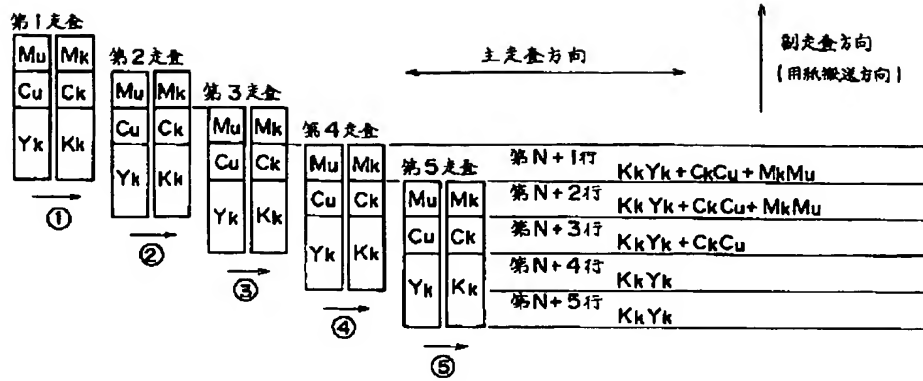 第1走査
Mu Mk
Cu Ck
Yk Kk
①
第2走査
Mu Mk
Cu Ck
Yk Kk
②
第3走査
Mu Mk
Cu Ck
Yk Kk
③
第4走査
Mu Mk
Cu Ck
Yk Kk
④
第5走査
Mu Mk
Cu Ck
Yk Kk
⑤
主走査方向
副走査方向
(用紙搬送方向)
第N+1行
KkYk+CkCu+MkMu
第N+2行
KkYk+CkCu+MkMu
第N+3行
KkYk+CkCu
第N+4行
KkYk
第N+5行
KkYk